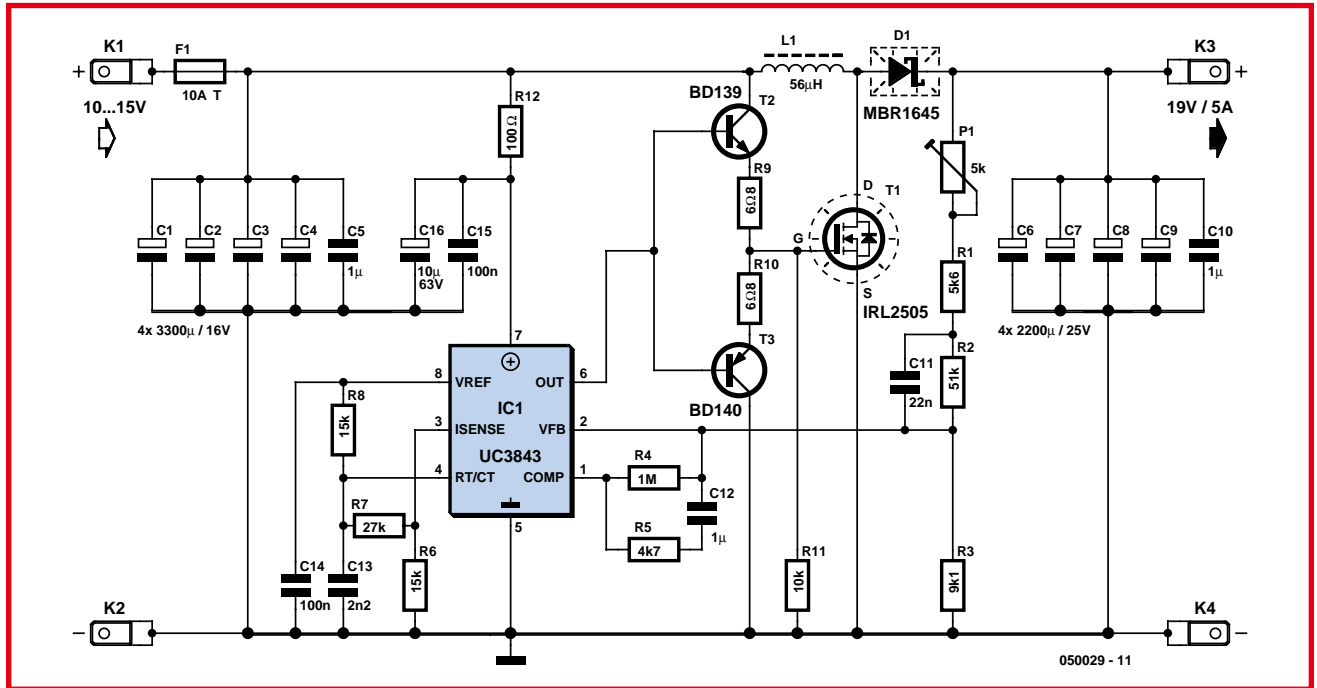 K1
+
F1
10A T
10...15V
R12
100Ω
L1
56µH
D1
MBR1645
K3
+
19V / 5A
BD139
T2
P1
5k
R9
6Ω8
D
T1
G
S
IRL2505
R10
6Ω8
C1
C2
C3
C4
C5
1µ
C16
10µ
63V
C15
100n
4x 3300µ / 16V
R1
5k6
C6
C7
C8
C9
C10
1µ
4x 2200µ / 25V
T3
BD140
C11
22n
R2
51k
7
8
VREF
OUT
6
IC1
3
ISENSE
VFB
2
UC3843
4
RT/CT
COMP
1
5
R8
15k
R7
27k
R6
15k
C14
100n
C13
2n2
R4
1M
C12
1µ
R5
4k7
R11
10k
R3
9k1
K2
–
K4
–
050029 - 11